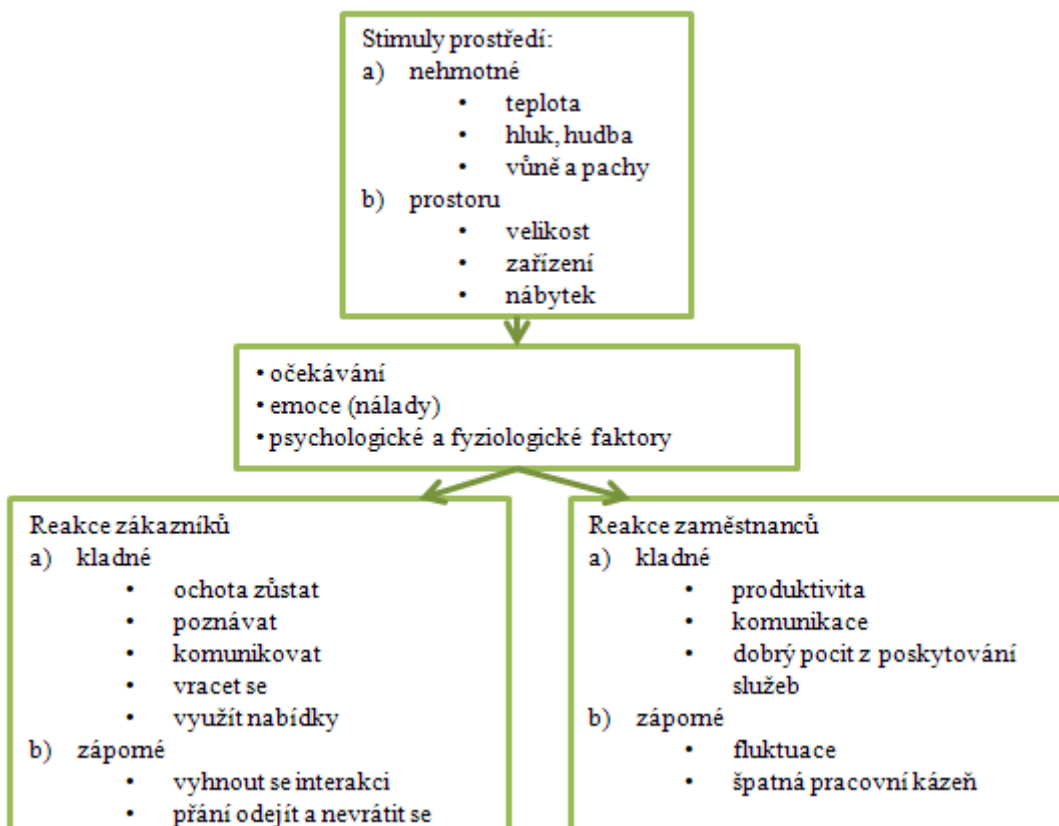 Stimuly prostředí:
a) nehmotné
• teplota
• hluk, hudba
• vůně a pachy
b) prostoru
• velikost
• zařízení
• nábytek
• očekávání
• emoce (nálady)
• psychologické a fyziologické faktory
Reakce zákazníků
a) kladné
• ochota zůstat
• poznávat
• komunikovat
• vracet se
• využít nabídky
b) záporné
• vyhnout se interakci
• přání odejít a nevrátit se
Reakce zaměstnanců
a) kladné
• produktivita
• komunikace
• dobrý pocit z poskytování
služeb
b) záporné
• fluktuace
• špatná pracovní kázeň